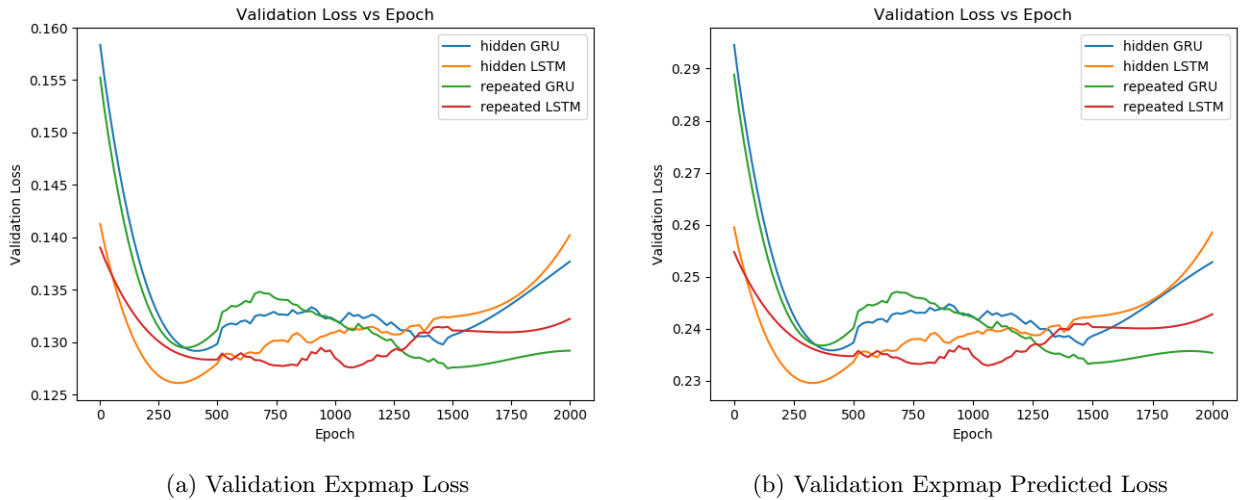 Validation Loss vs Epoch
0.160
0.155
0.150
0.145
0.140
0.135
0.130
0.125
Validation Loss
hidden GRU
hidden LSTM
repeated GRU
repeated LSTM
0 250 500 750 1000 1250 1500 1750 2000
Epoch
(a) Validation Expmap Loss
Validation Loss vs Epoch
0.29
0.28
0.27
0.26
0.25
0.24
0.23
Validation Loss
hidden GRU
hidden LSTM
repeated GRU
repeated LSTM
0 250 500 750 1000 1250 1500 1750 2000
Epoch
(b) Validation Expmap Predicted Loss